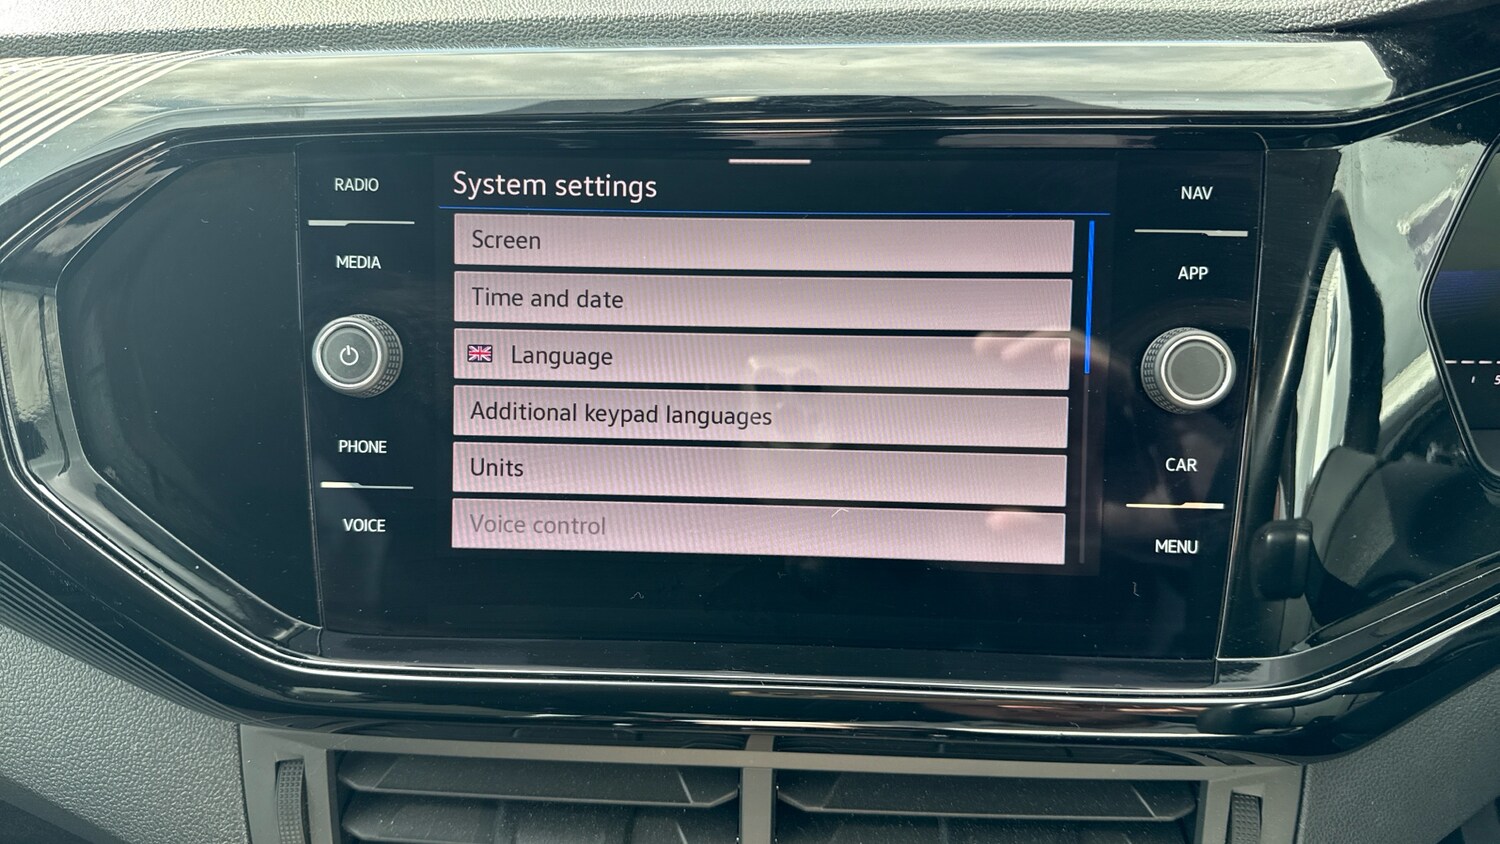 RADIO
MEDIA
PHONE
VOICE
System settings
Screen
Time and date
Language
Additional keypad languages
Units
Voice control
NAV
APP
CAR
MENU